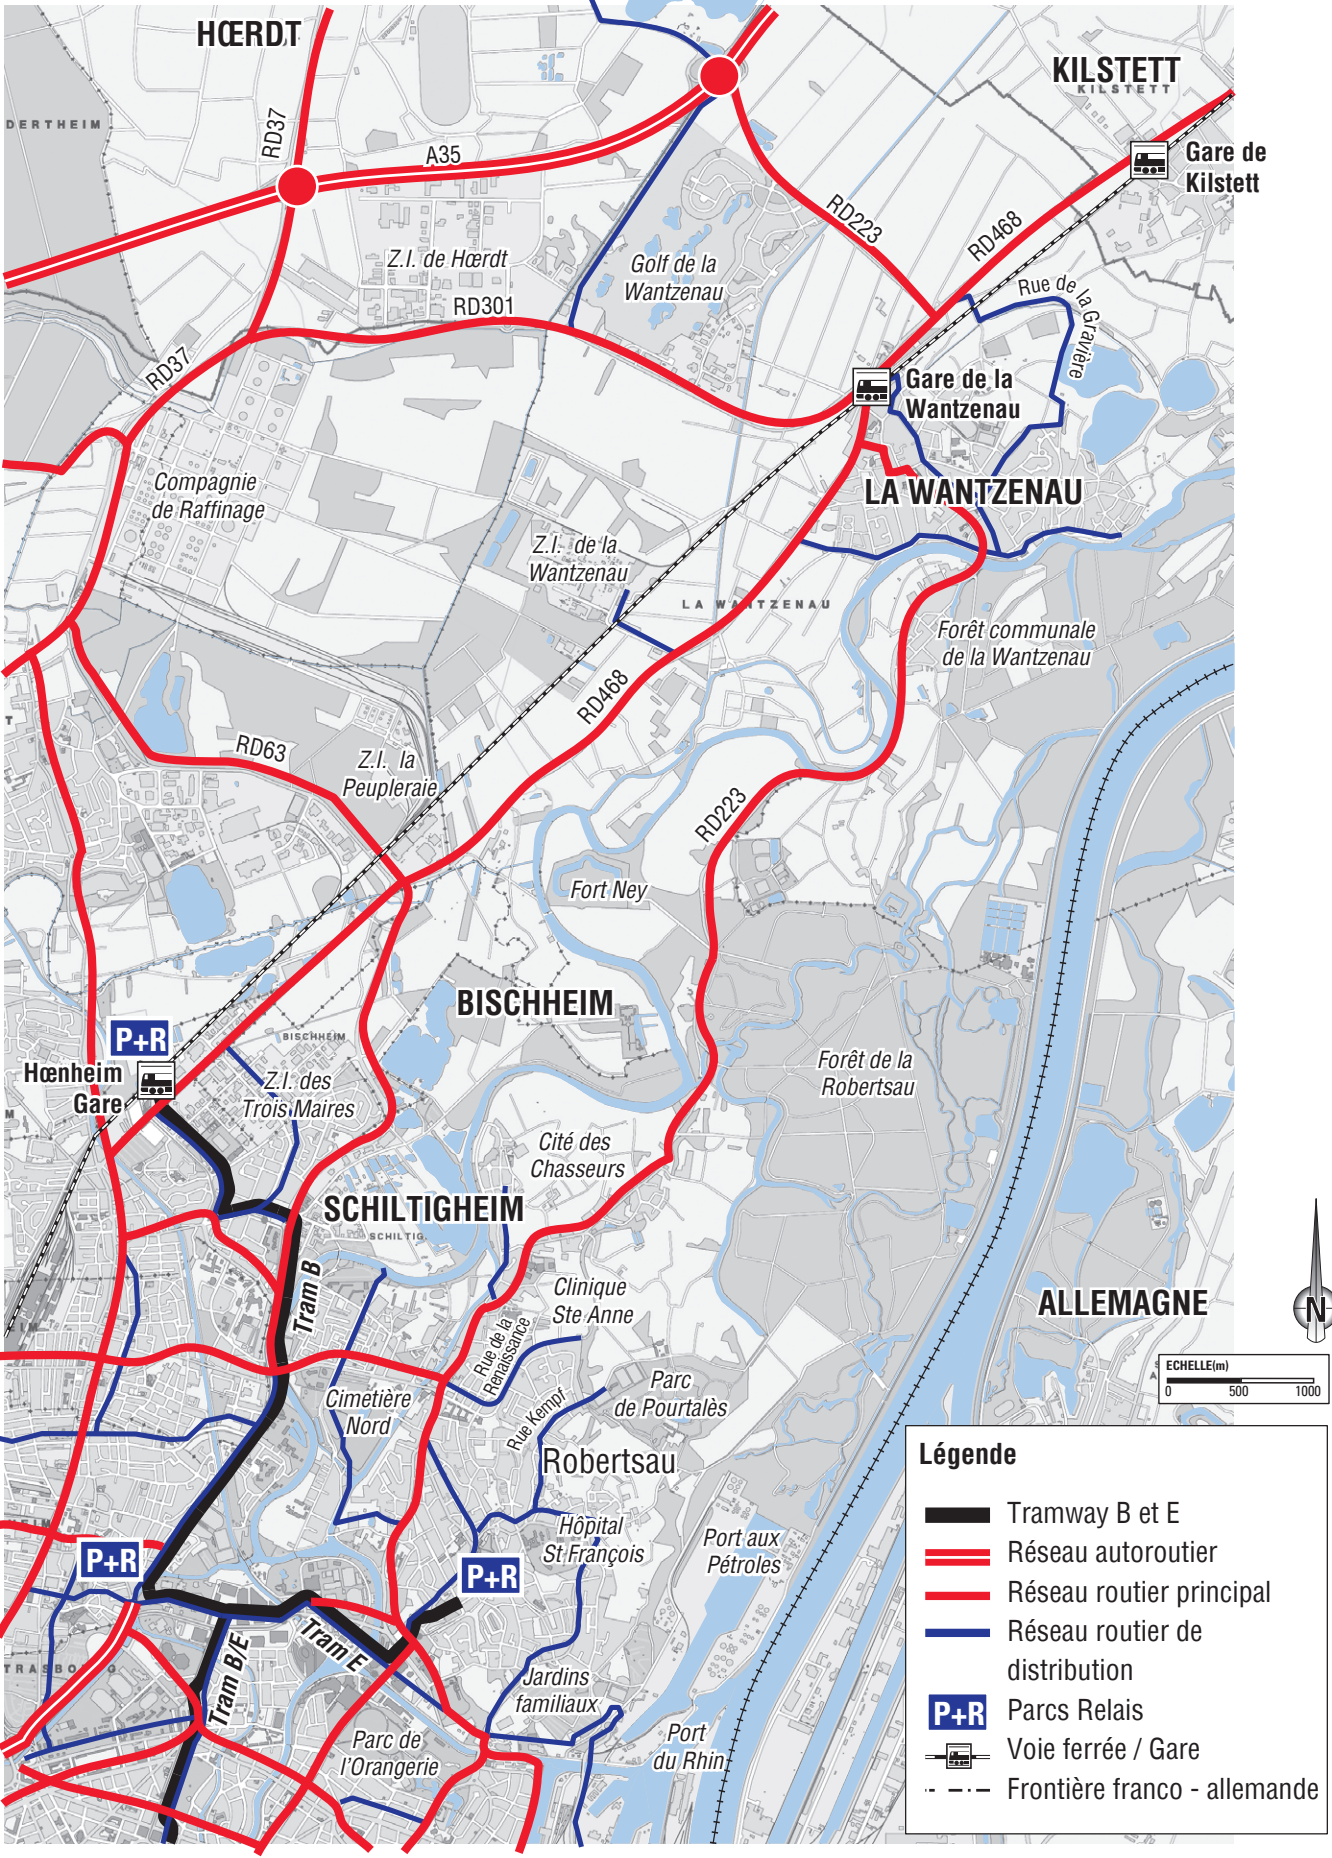 HŒRDT
KILSTETT
KILSTETT
DERTHEIM
RD37
A35
Gare de
Kilstett
RD223
RD468
Z.I. de Hœrdt
Golf de la
Wantzenau
RD301
Rue de la Gravière
RD37
Gare de la
Wantzenau
Compagnie
de Raffinage
LA WANTZENAU
Z.I. de la
Wantzenau
LA WANTZENAU
Forêt communale
de la Wantzenau
RD468
RD63
Z.I. la
Peupleraie
RD223
Fort Ney
BISCHHEIM
P+R
BISCHHEIM
Hœnheim
Gare
Z.I. des
Trois Maires
Forêt de la
Robertsau
Cité des
Chasseurs
SCHILTIGHEIM
SCHILTIG.
Tram B
Clinique
Ste Anne
ALLEMAGNE
N
Rue de la
Renaissance
ECHELLE(m)
0 500 1000
Cimetière
Nord
Parc
de Pourtalès
Rue Kempf
Robertsau
Hôpital
St François
Port aux
Pétroles
P+R
P+R
Tram E
Tram B/E
TRASBO G
Jardins
familiaux
Parc de
l'Orangerie
Port
du Rhin
Légende
Tramway B et E
Réseau autoroutier
Réseau routier principal
Réseau routier de
distribution
P+R Parcs Relais
Voie ferrée / Gare
Frontière franco - allemande